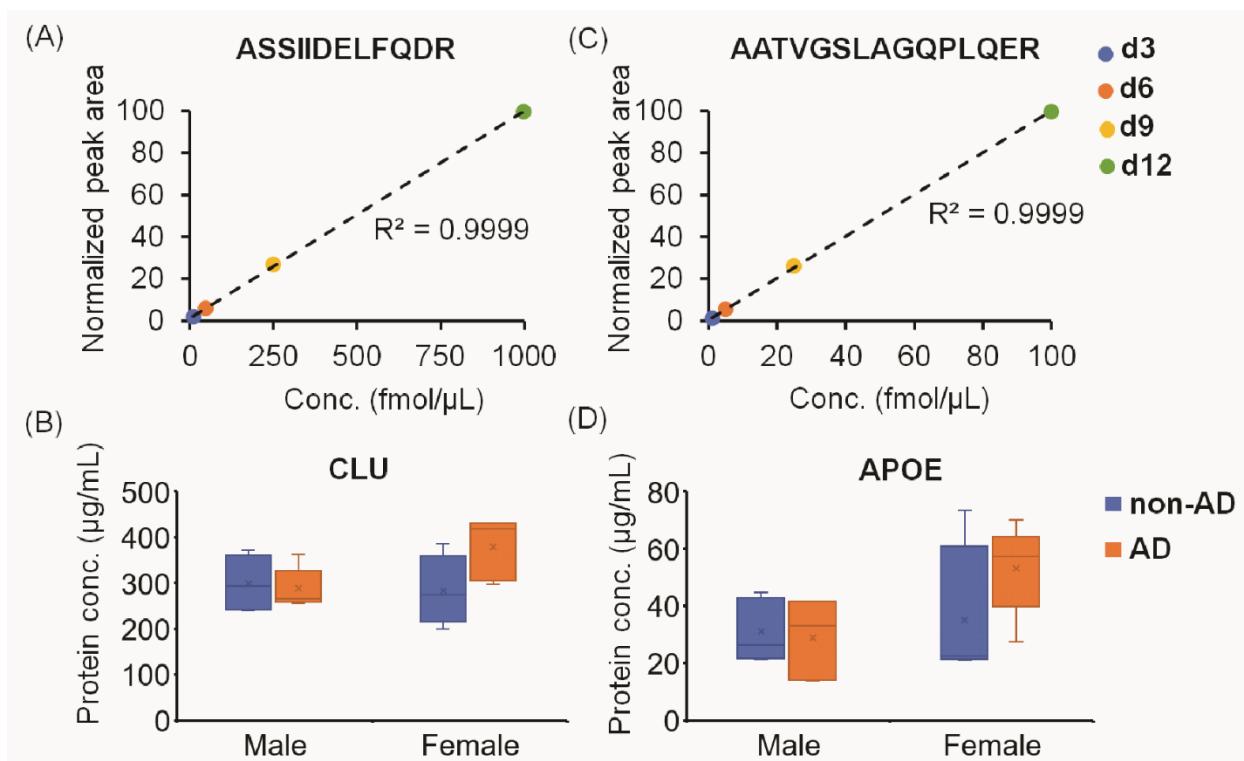 (A)
ASSIIDELFQDR
Normalized peak area
100
80
60
40
20
0
R² = 0.9999
0 250 500 750 1000
Conc. (fmol/µL)
(C)
AATVGSLAGQPLQER
Normalized peak area
100
80
60
40
20
0
R² = 0.9999
0 20 40 60 80 100
Conc. (fmol/µL)
d3
d6
d9
d12
(B)
CLU
Protein conc. (µg/mL)
500
400
300
200
100
0
Male Female
(D)
APOE
Protein conc. (µg/mL)
80
60
40
20
0
Male Female
non-AD
AD